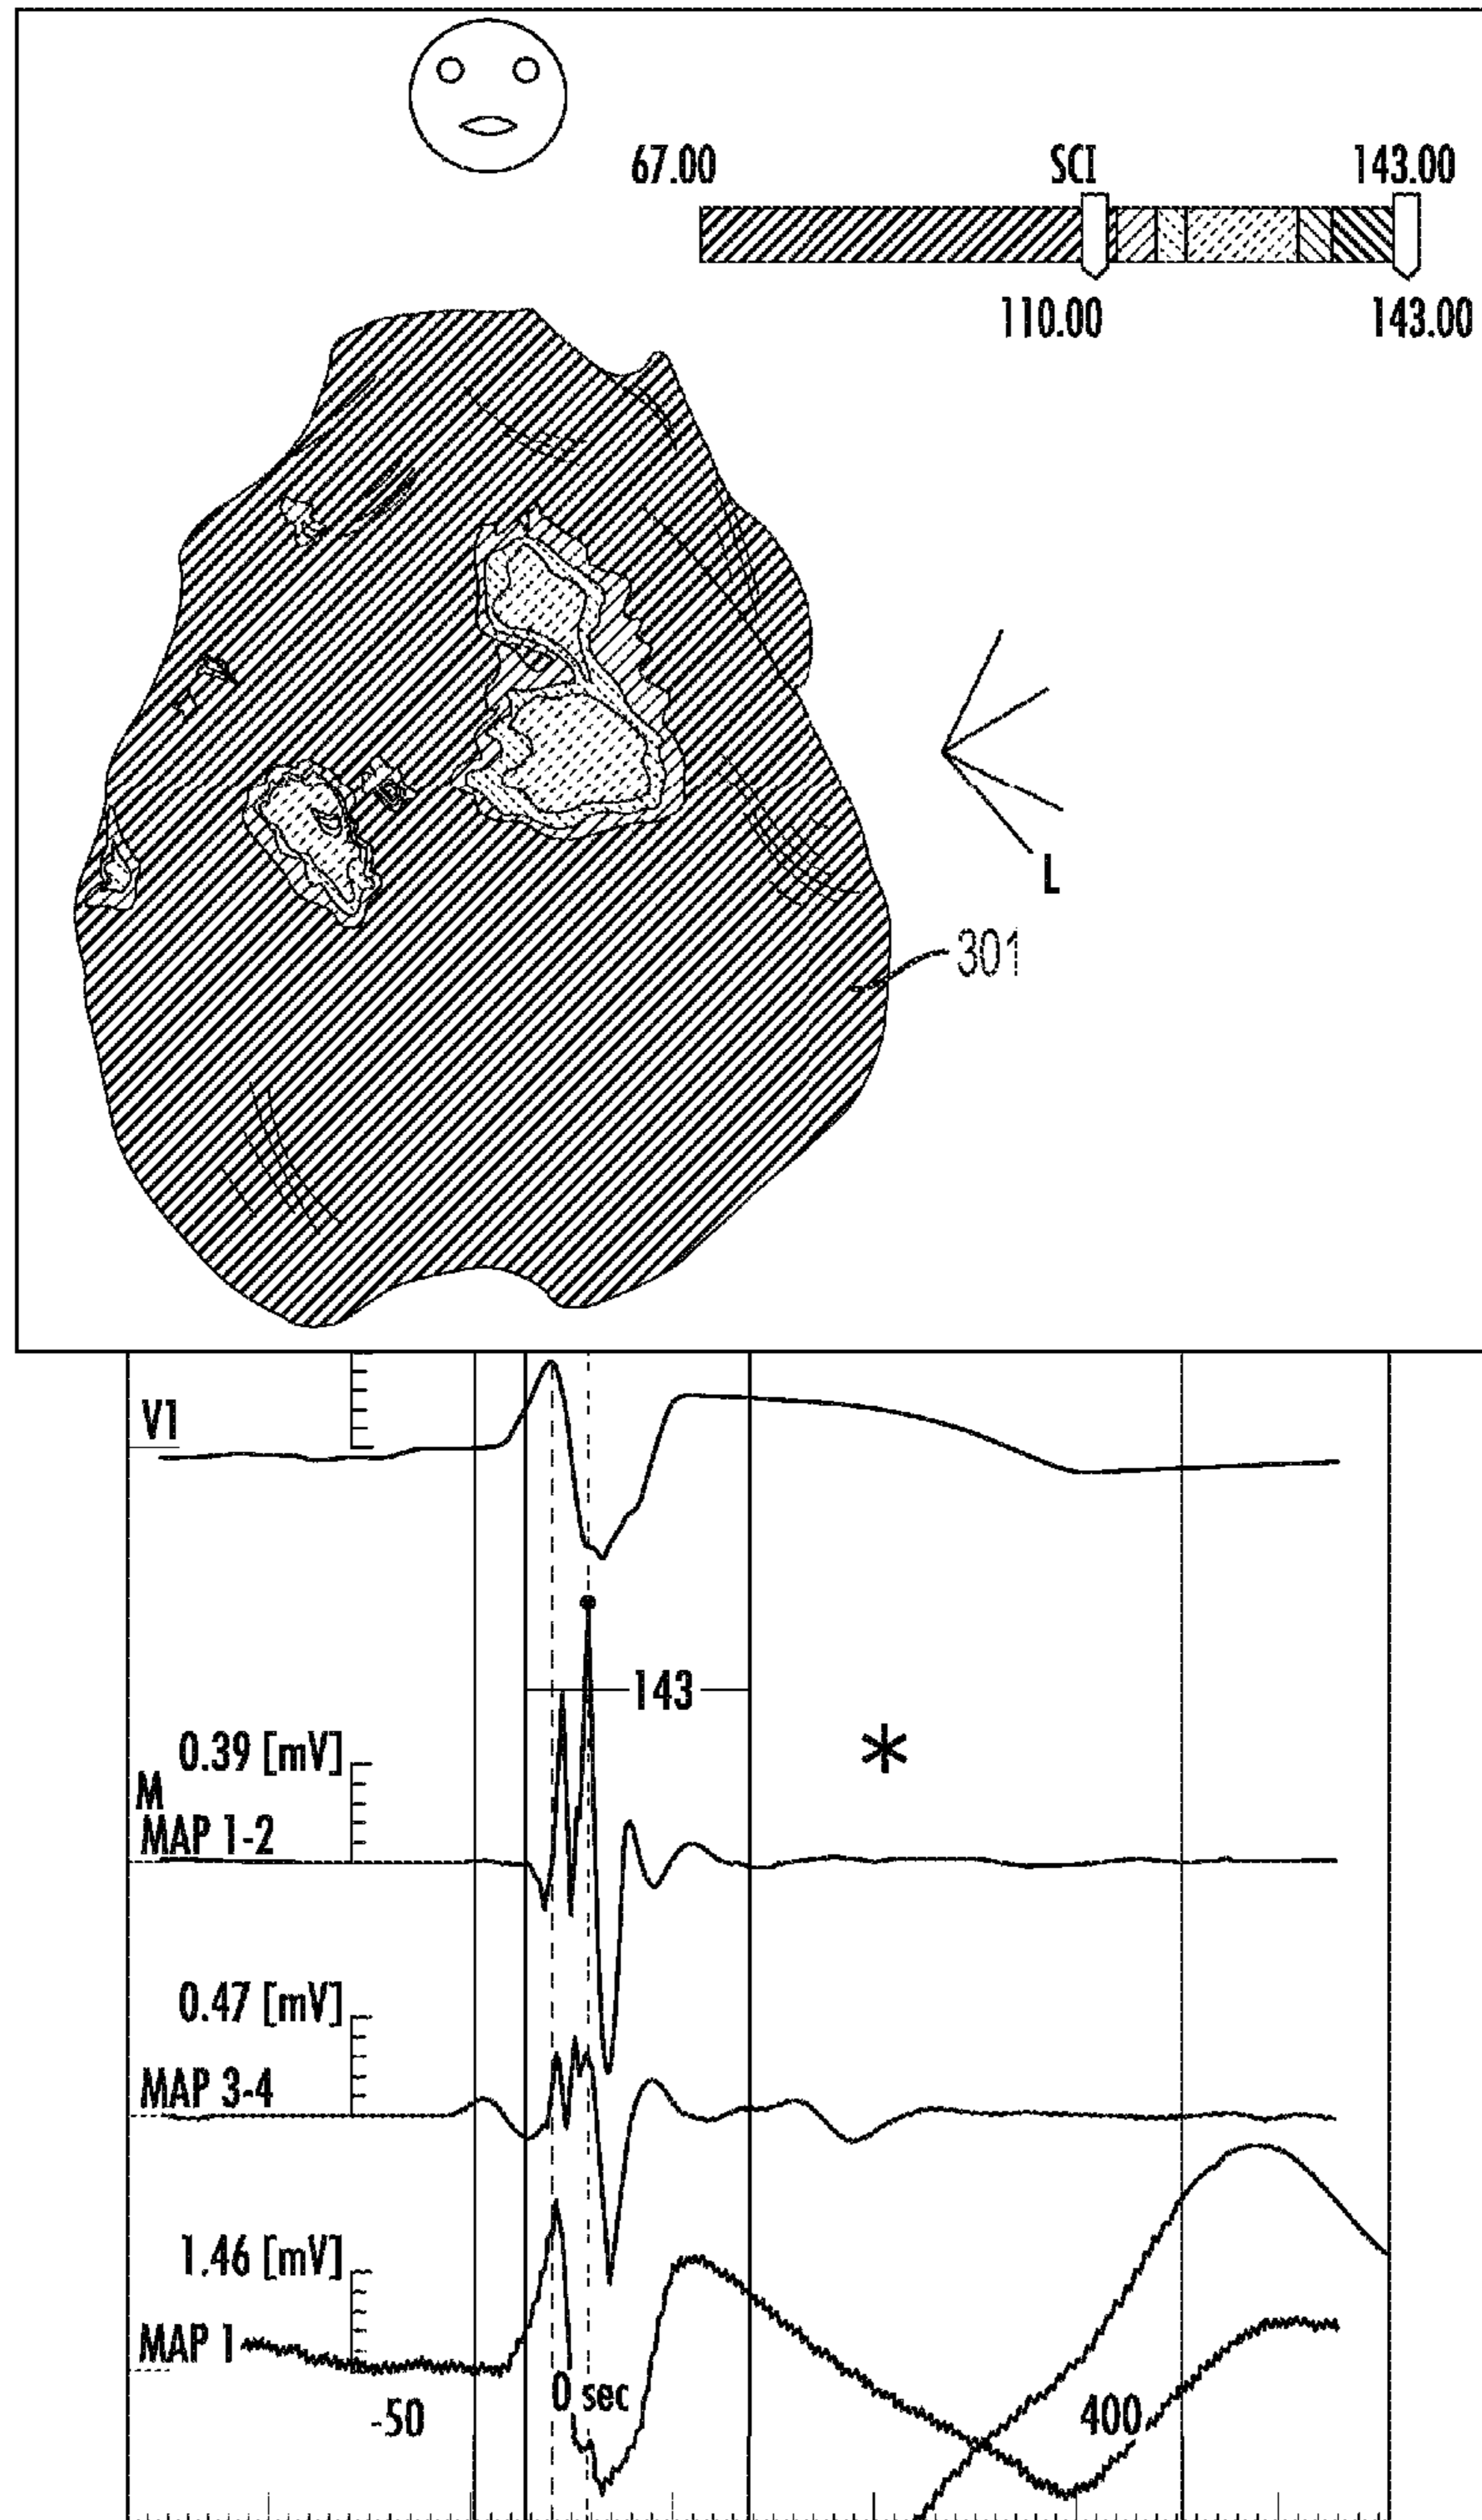 67.00 SCI 143.00
110.00 143.00
L
301
V1
143
*
0.39 [mV]
M
MAP 1-2
0.47 [mV]
MAP 3-4
1.46 [mV]
MAP 1
-50 0 sec 400